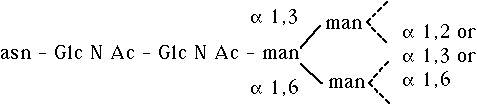 α 1,3
man
α 1,2 or
asn - Glc N Ac - Glc N Ac - man
α 1,3 or
man
α 1,6
α 1,6